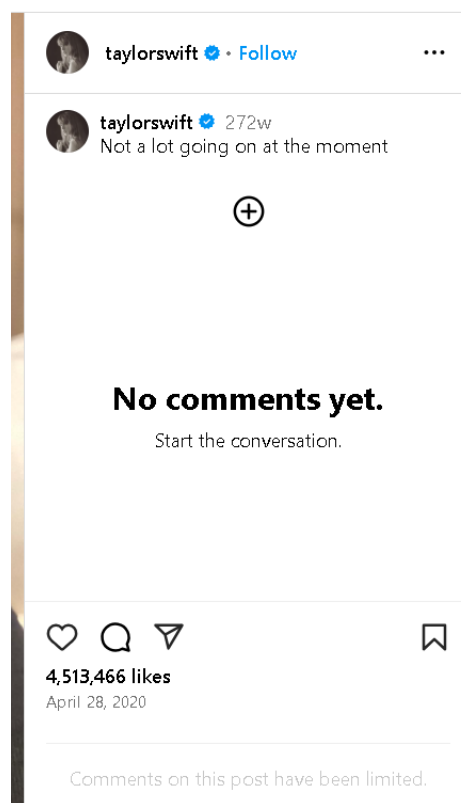 taylorswift • Follow
taylorswift 272w
Not a lot going on at the moment
No comments yet.
Start the conversation.
4,513,466 likes
April 28, 2020
Comments on this post have been limited.